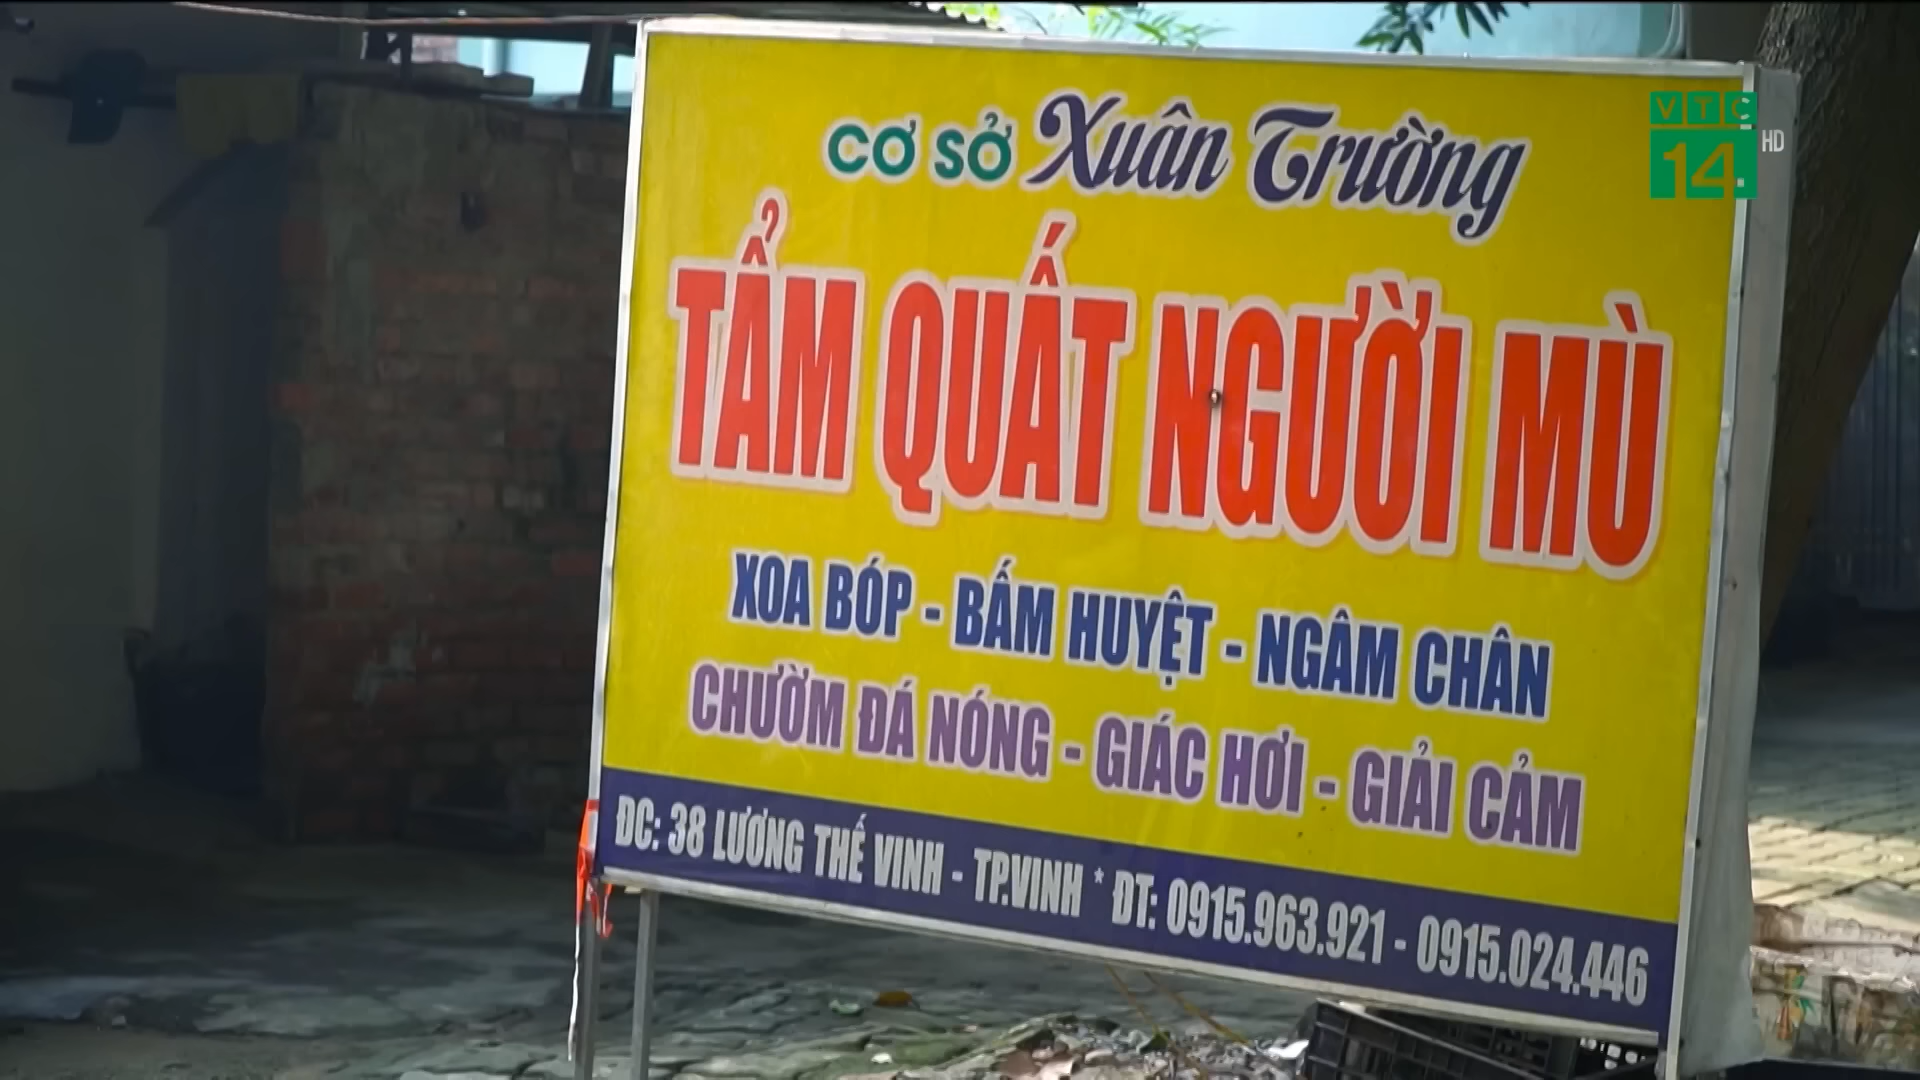 CƠ SỞ Xuân Trường
VTC
14 HD
TẨM QUẤT NGƯỜI MÙ
XOA BÓP - BẤM HUYỆT - NGÂM CHÂN
CHƯỜM ĐÁ NÓNG - GIÁC HƠI - GIẢI CẢM
ĐC: 38 LƯƠNG THẾ VINH - TP.VINH * ĐT: 0915.963.921 - 0915.024.446